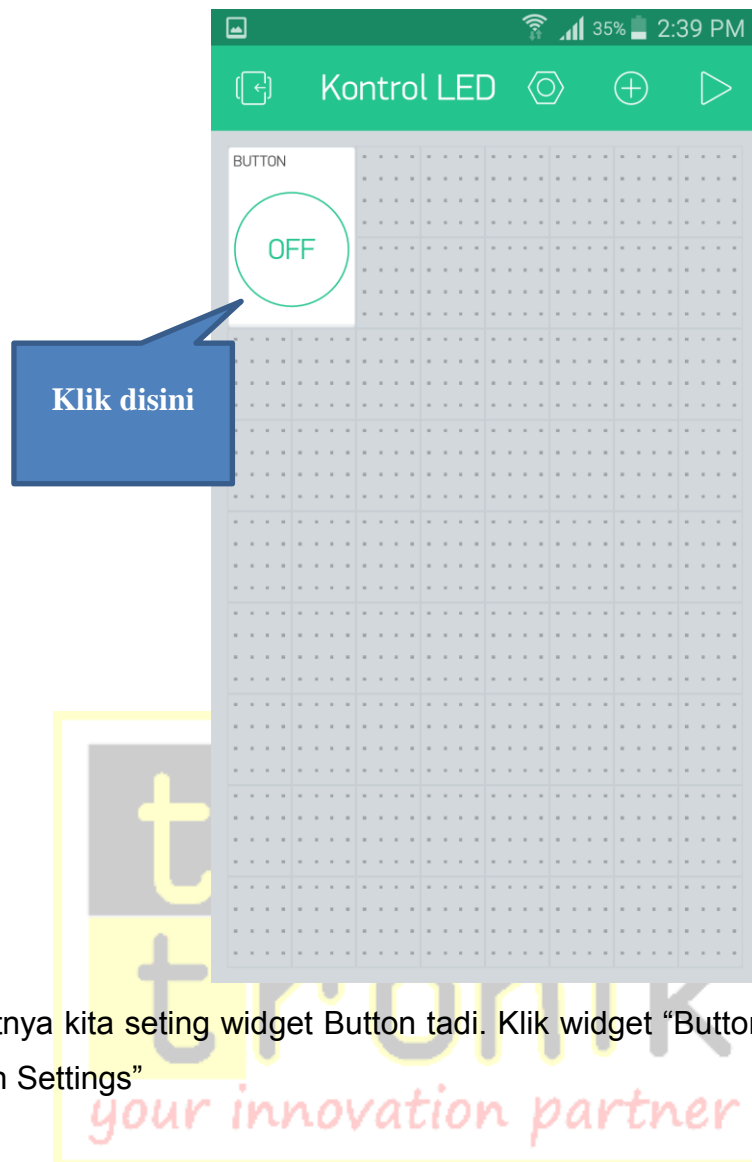 35% 2:39 PM
Kontrol LED
BUTTON
OFF
Klik disini
tnya kita seting widget Button tadi. Klik widget “Button
n Settings”
your innovation partner